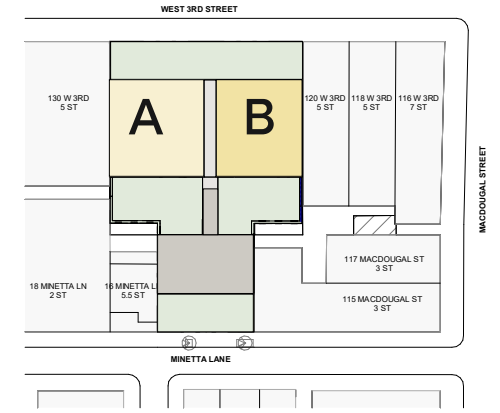 WEST 3RD STREET
130 W 3RD
5 ST
A
B
120 W 3RD
5 ST
118 W 3RD
5 ST
116 W 3RD
7 ST
MACDOUGAL STREET
18 MINETTA LN
2 ST
16 MINETTA L
5.5 ST
117 MACDOUGAL ST
3 ST
115 MACDOUGAL ST
3 ST
MINETTA LANE